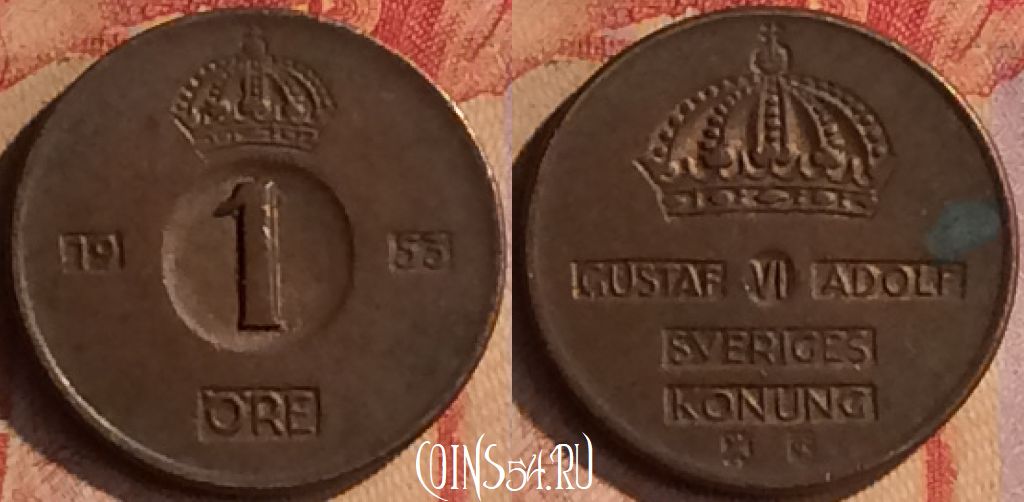 19 1 53
ÖRE
GUSTAF VI ADOLF
SVERIGES
KONUNG
COINS54.RU